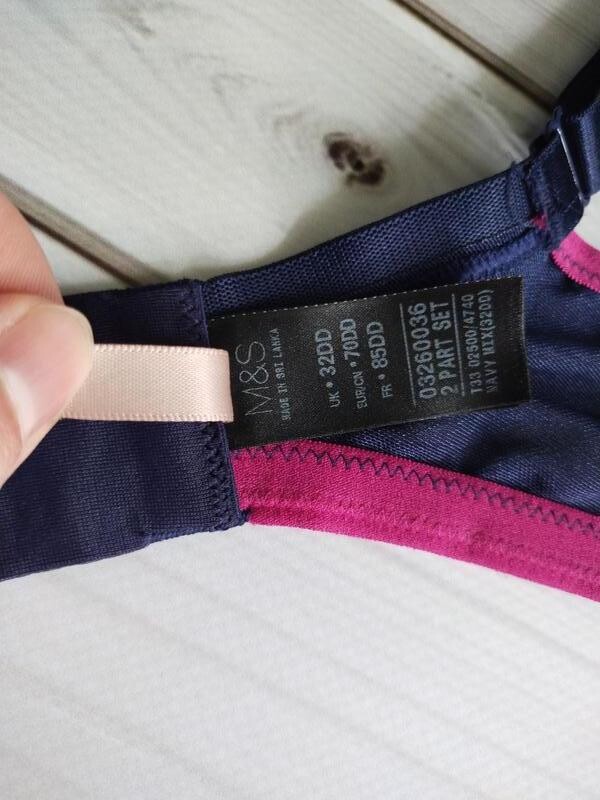 M&S
MADE IN SRI LANKA
UK • 32DD
EUR/CN • 70DD
FR • 85DD
03260036
2 PART SET
T33 02500/4740
NAVY MIX(32DD)